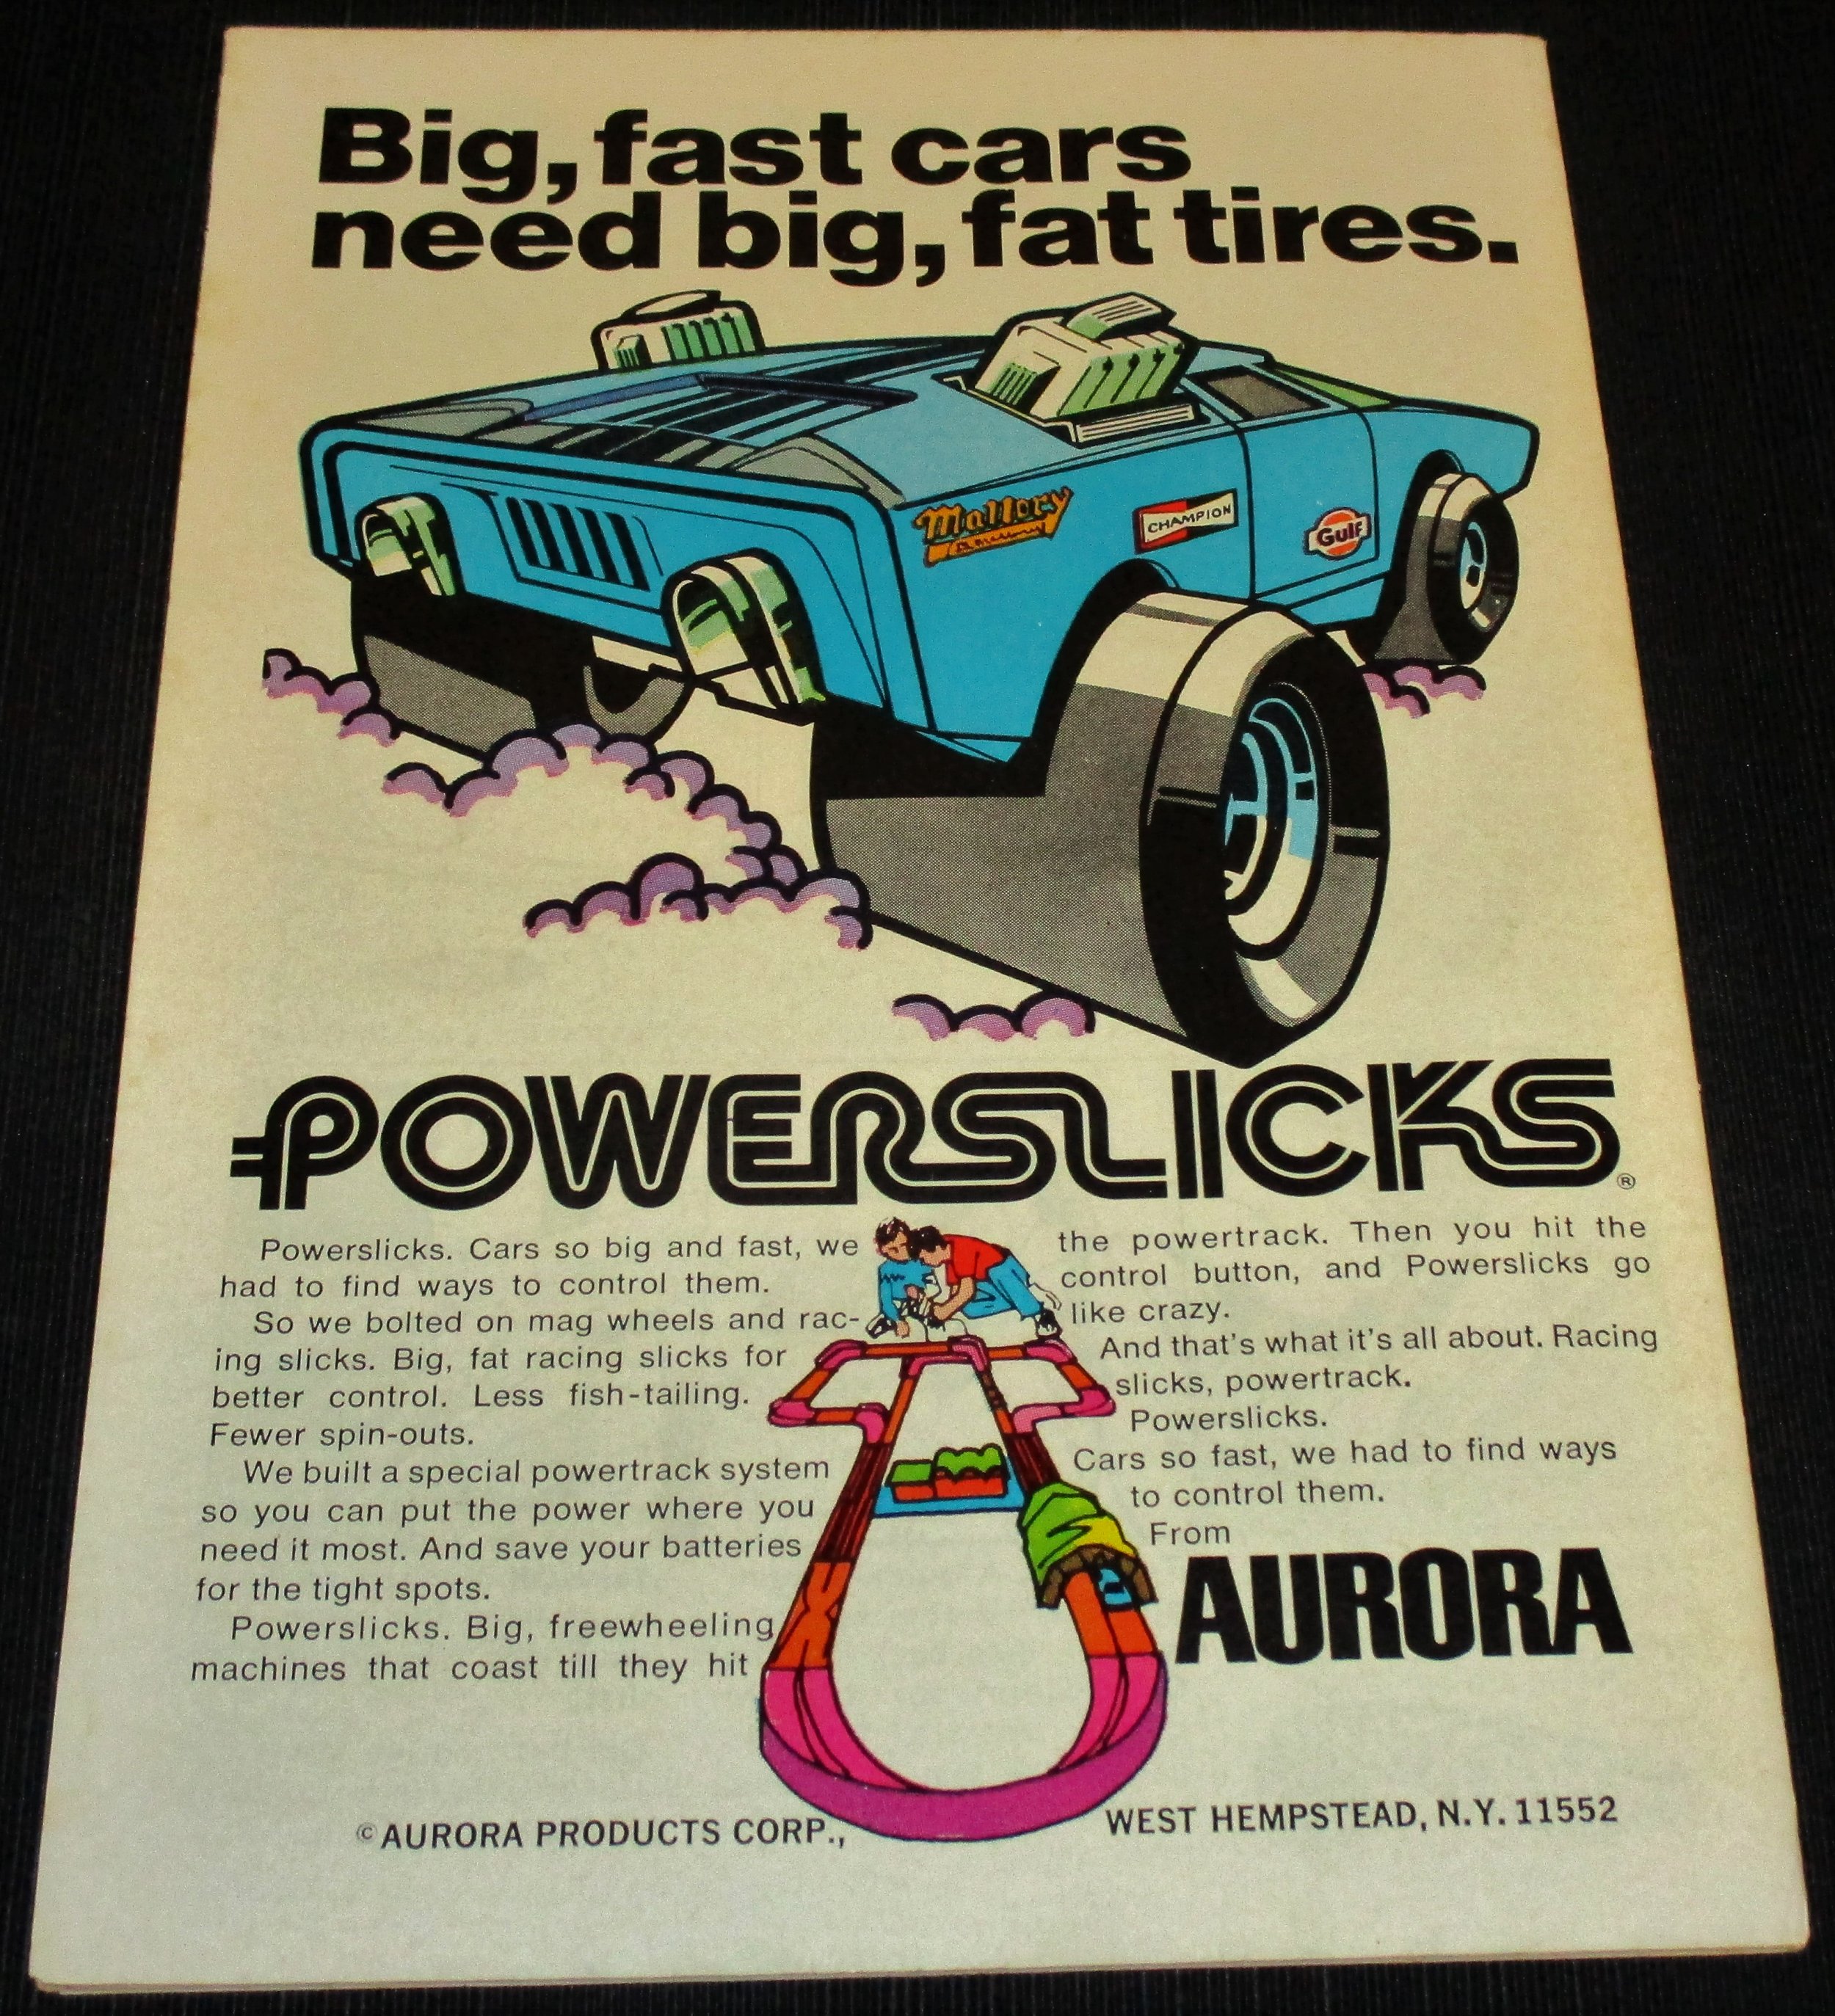 Big, fast cars
need big, fat tires.
Mallory
CHAMPION
Gulf
POWERSLICKS®
Powerslicks. Cars so big and fast, we
had to find ways to control them.
So we bolted on mag wheels and rac-
ing slicks. Big, fat racing slicks for
better control. Less fish-tailing.
Fewer spin-outs.
We built a special powertrack system
so you can put the power where you
need it most. And save your batteries
for the tight spots.
Powerslicks. Big, freewheeling
machines that coast till they hit
the powertrack. Then you hit the
control button, and Powerslicks go
like crazy.
And that's what it's all about. Racing
slicks, powertrack.
Powerslicks.
Cars so fast, we had to find ways
to control them.
From
AURORA
©AURORA PRODUCTS CORP., WEST HEMPSTEAD, N.Y. 11552